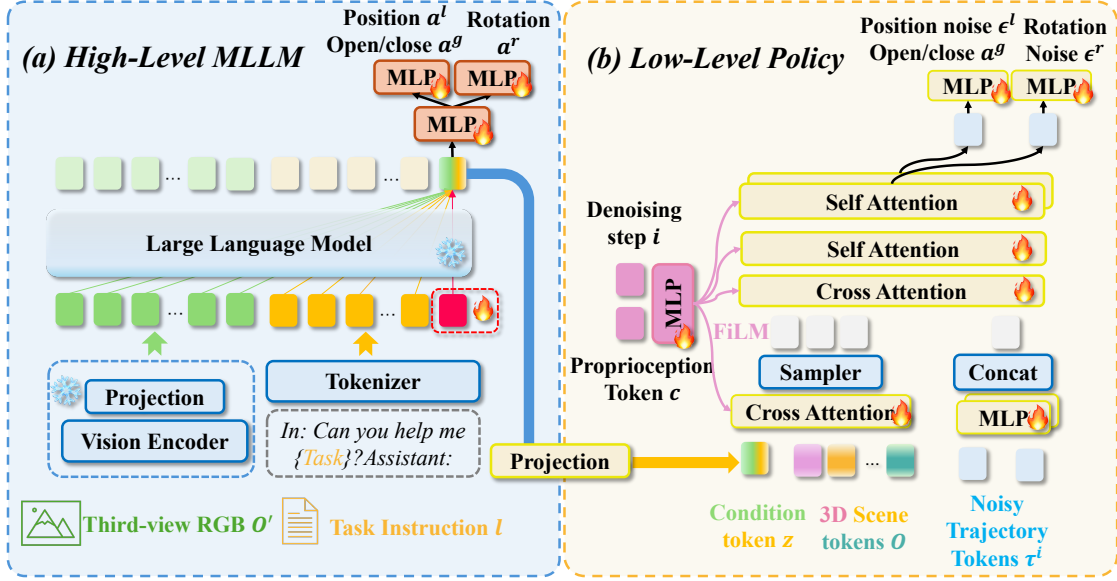 (a) High-Level MLLM
Position a^l
Open/close a^g
Rotation
a^r
MLP
MLP
MLP
...
...
Large Language Model
...
...
Projection
Vision Encoder
Tokenizer
In: Can you help me
{Task}?Assistant:
Third-view RGB O′
Task Instruction l
Projection
(b) Low-Level Policy
Position noise ϵ^l
Open/close a^g
Rotation
Noise ϵ^r
MLP
MLP
Self Attention
Self Attention
Cross Attention
Denoising
step i
MLP
FiLM
Proprioception
Token c
Sampler
Cross Attention
Concat
MLP
...
Condition
token z
3D Scene
tokens O
Noisy
Trajectory
Tokens τ^i